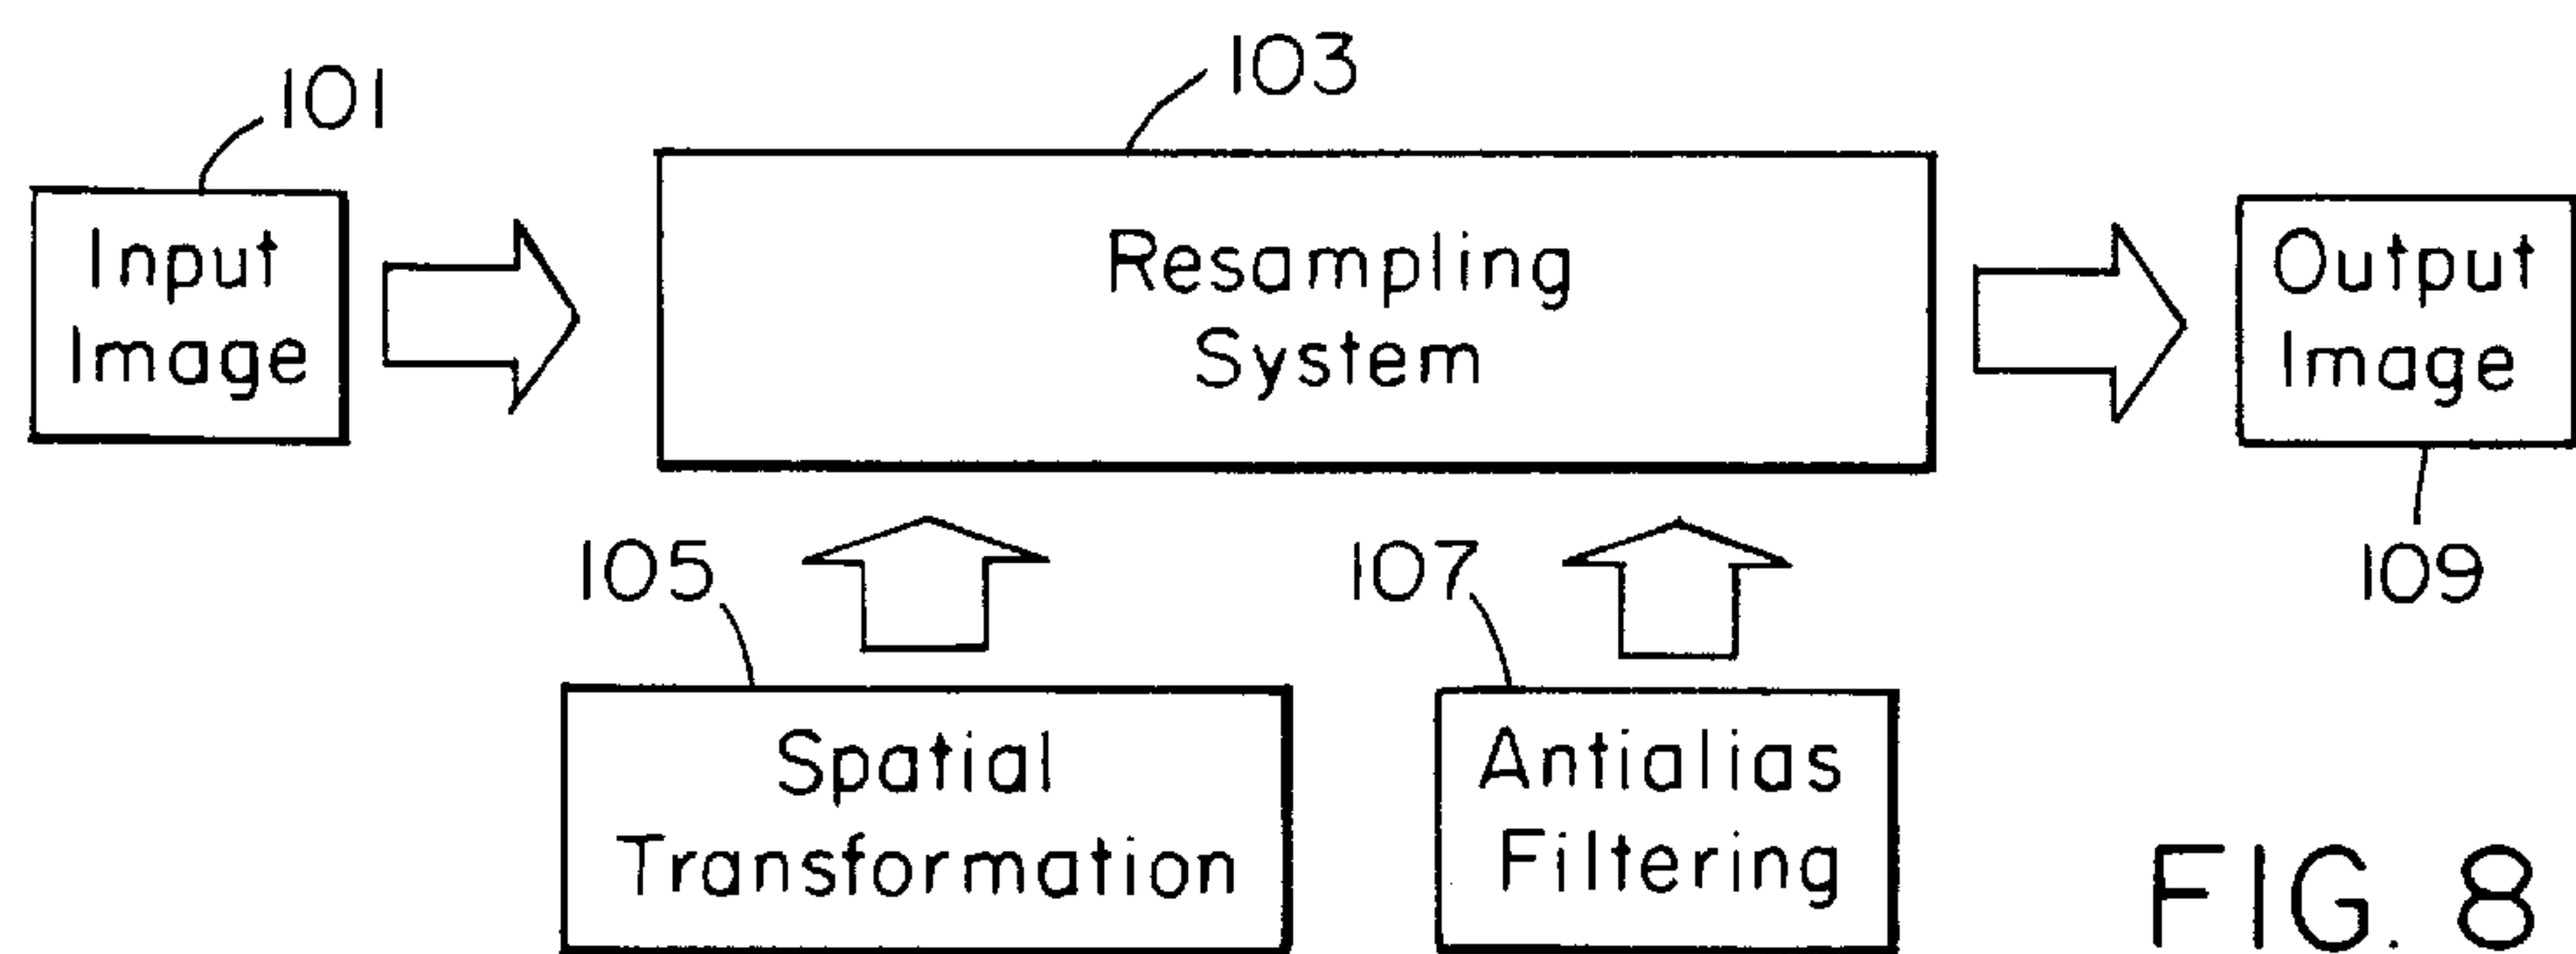 101
103
Input
Image
Resampling
System
Output
Image
105
107
109
Spatial
Transformation
Antialias
Filtering
FIG. 8